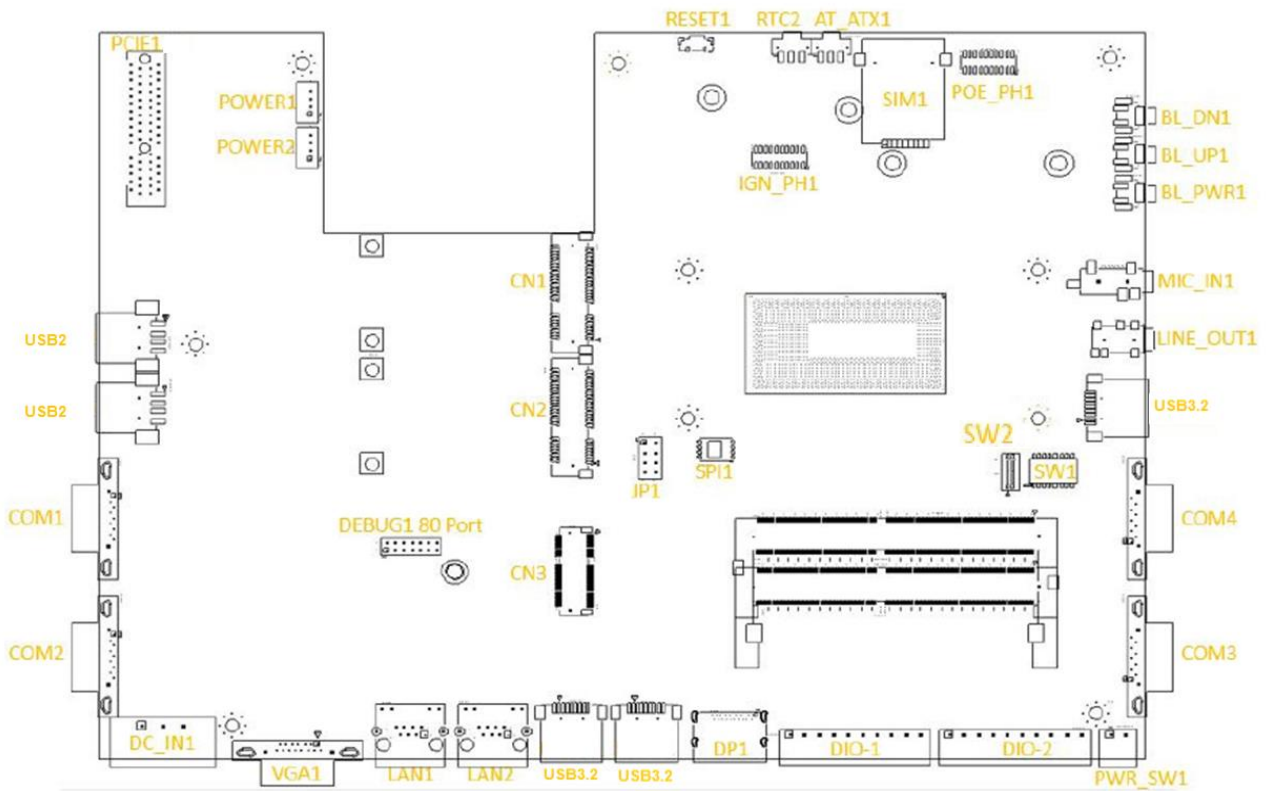 RESET1
RTC2
AT_ATX1
PCIE1
POWER1
SIM1
POE_PH1
BL_DN1
POWER2
BL_UP1
IGN_PH1
BL_PWR1
CN1
MIC_IN1
USB2
LINE_OUT1
USB2
CN2
USB3.2
SW2
SPI1
SW1
JP1
COM1
DEBUG1 80 Port
COM4
CN3
COM2
COM3
DC_IN1
VGA1
LAN1
LAN2
USB3.2
USB3.2
DP1
DIO-1
DIO-2
PWR_SW1